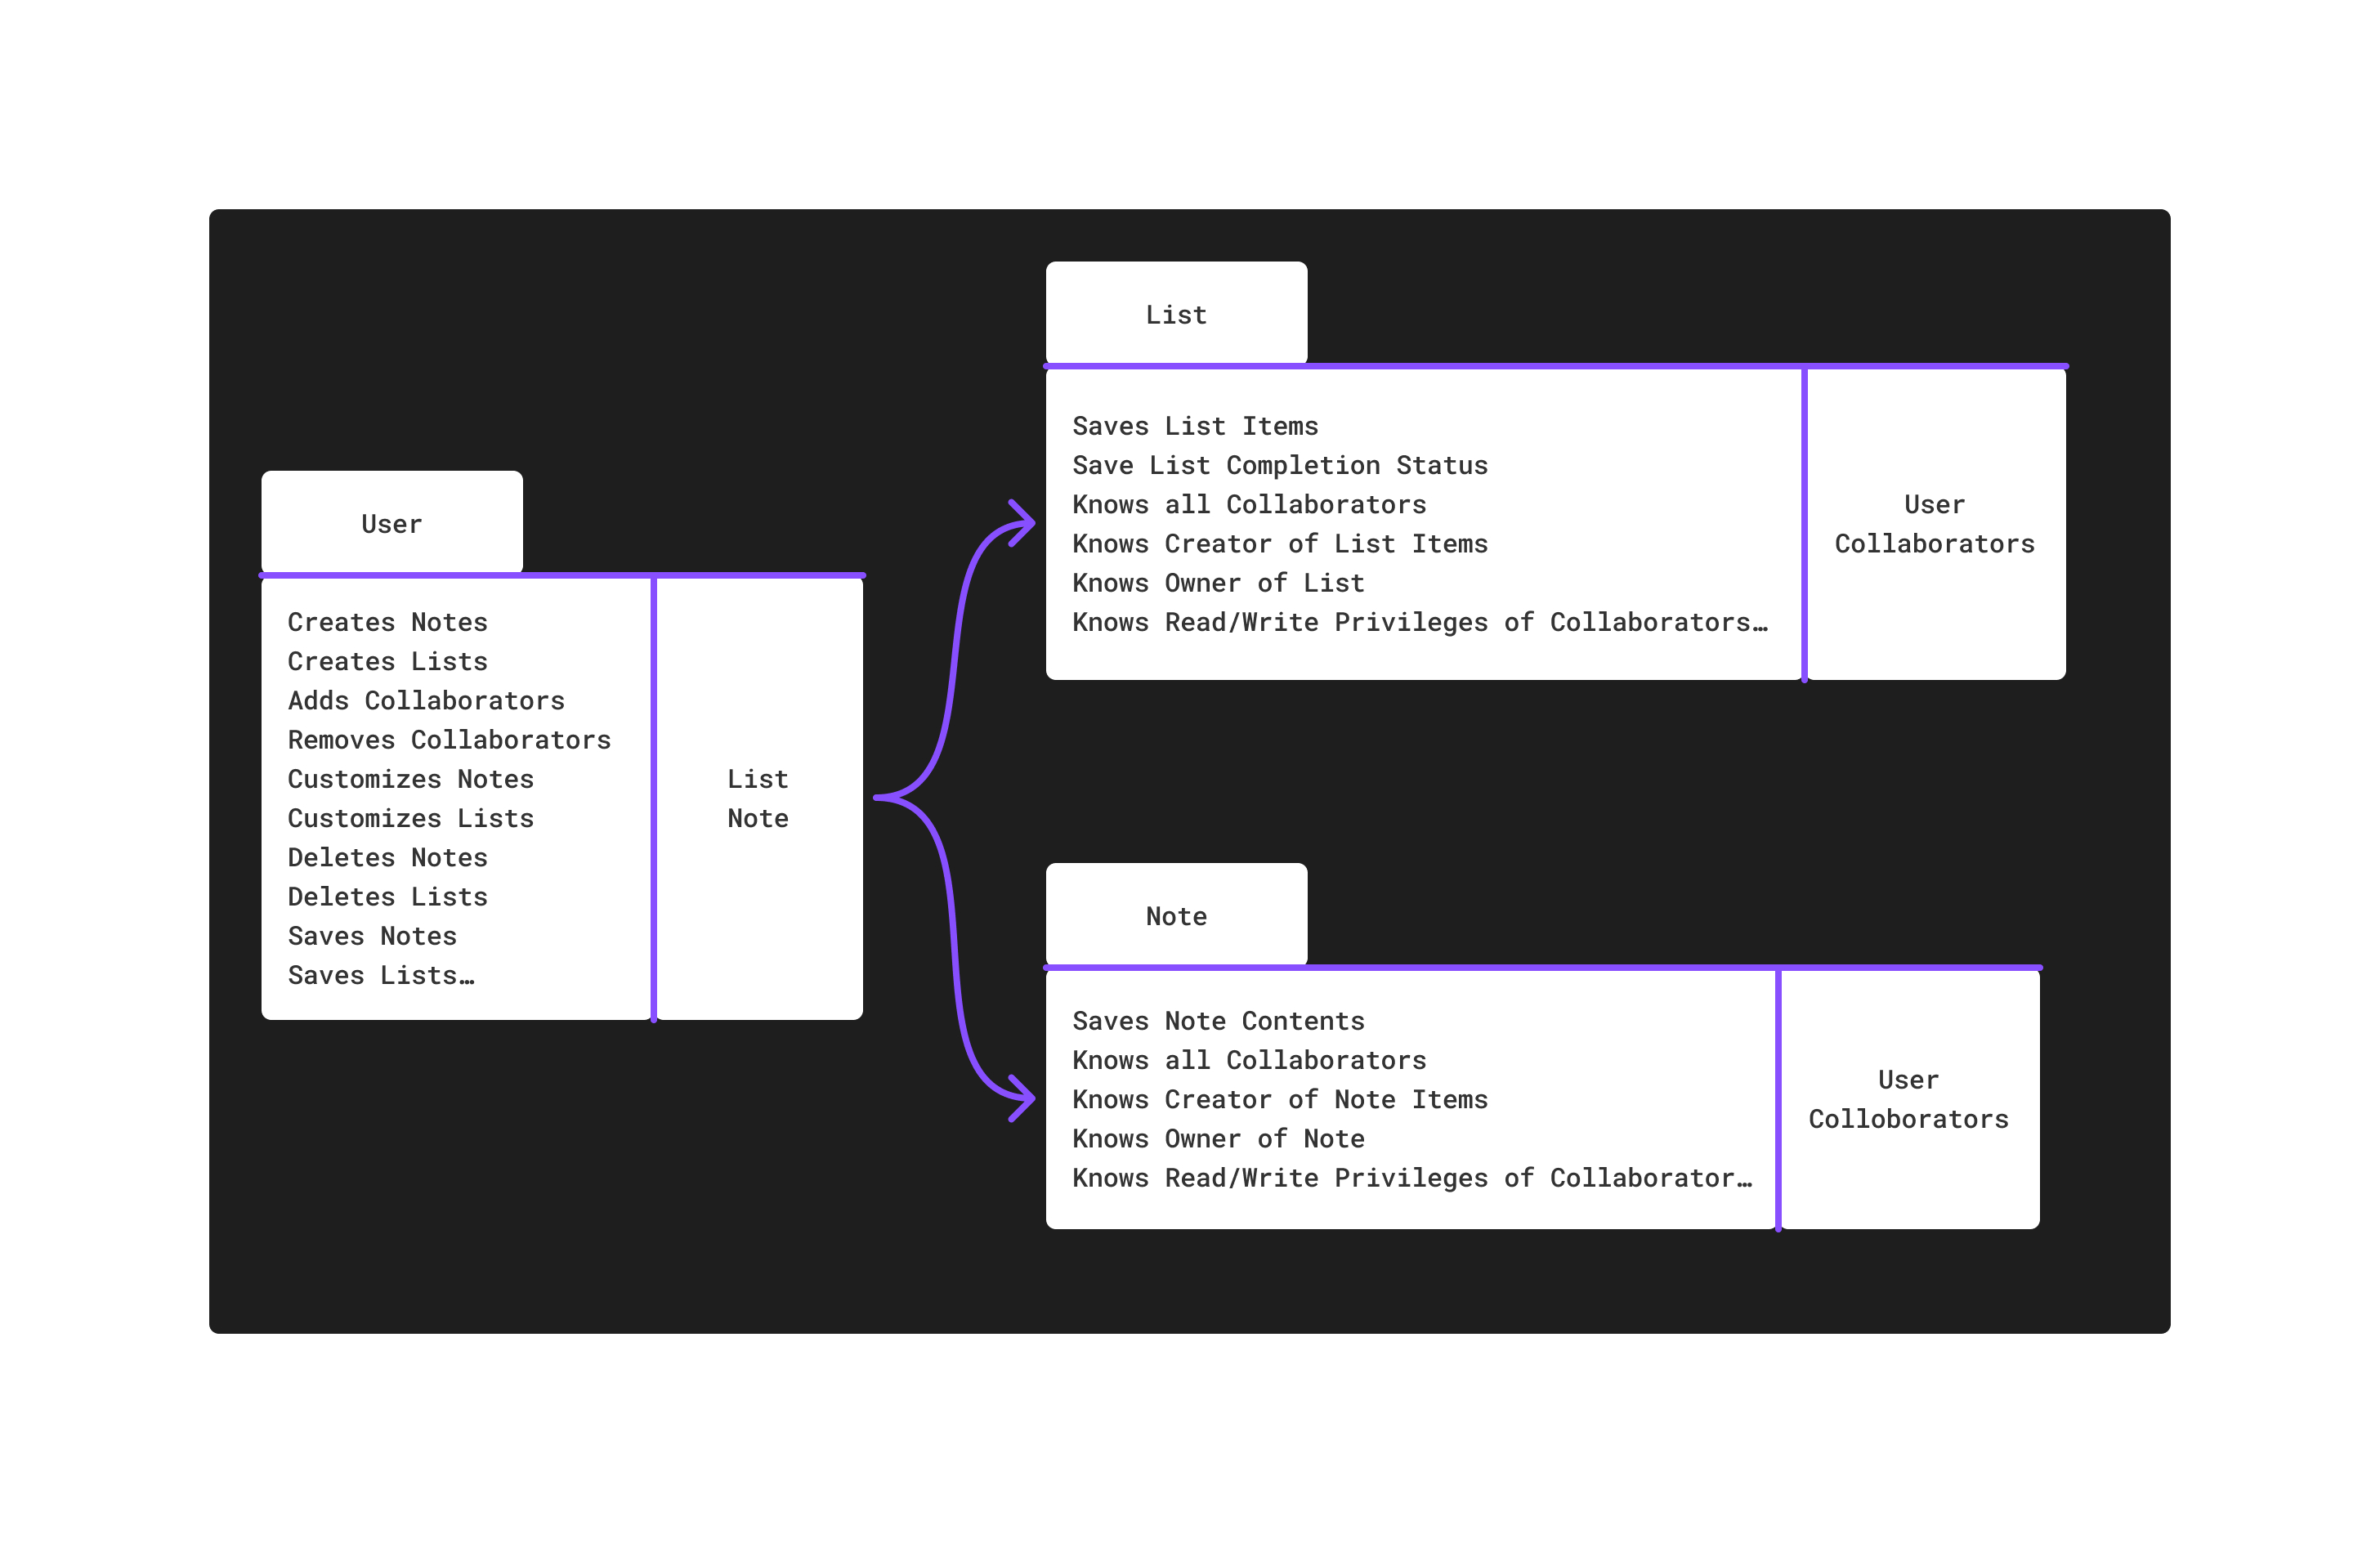 User
Creates Notes
Creates Lists
Adds Collaborators
Removes Collaborators
Customizes Notes
Customizes Lists
Deletes Notes
Deletes Lists
Saves Notes
Saves Lists…
List
Note
List
Saves List Items
Save List Completion Status
Knows all Collaborators
Knows Creator of List Items
Knows Owner of List
Knows Read/Write Privileges of Collaborators…
User
Collaborators
Note
Saves Note Contents
Knows all Collaborators
Knows Creator of Note Items
Knows Owner of Note
Knows Read/Write Privileges of Collaborator…
User
Colloborators